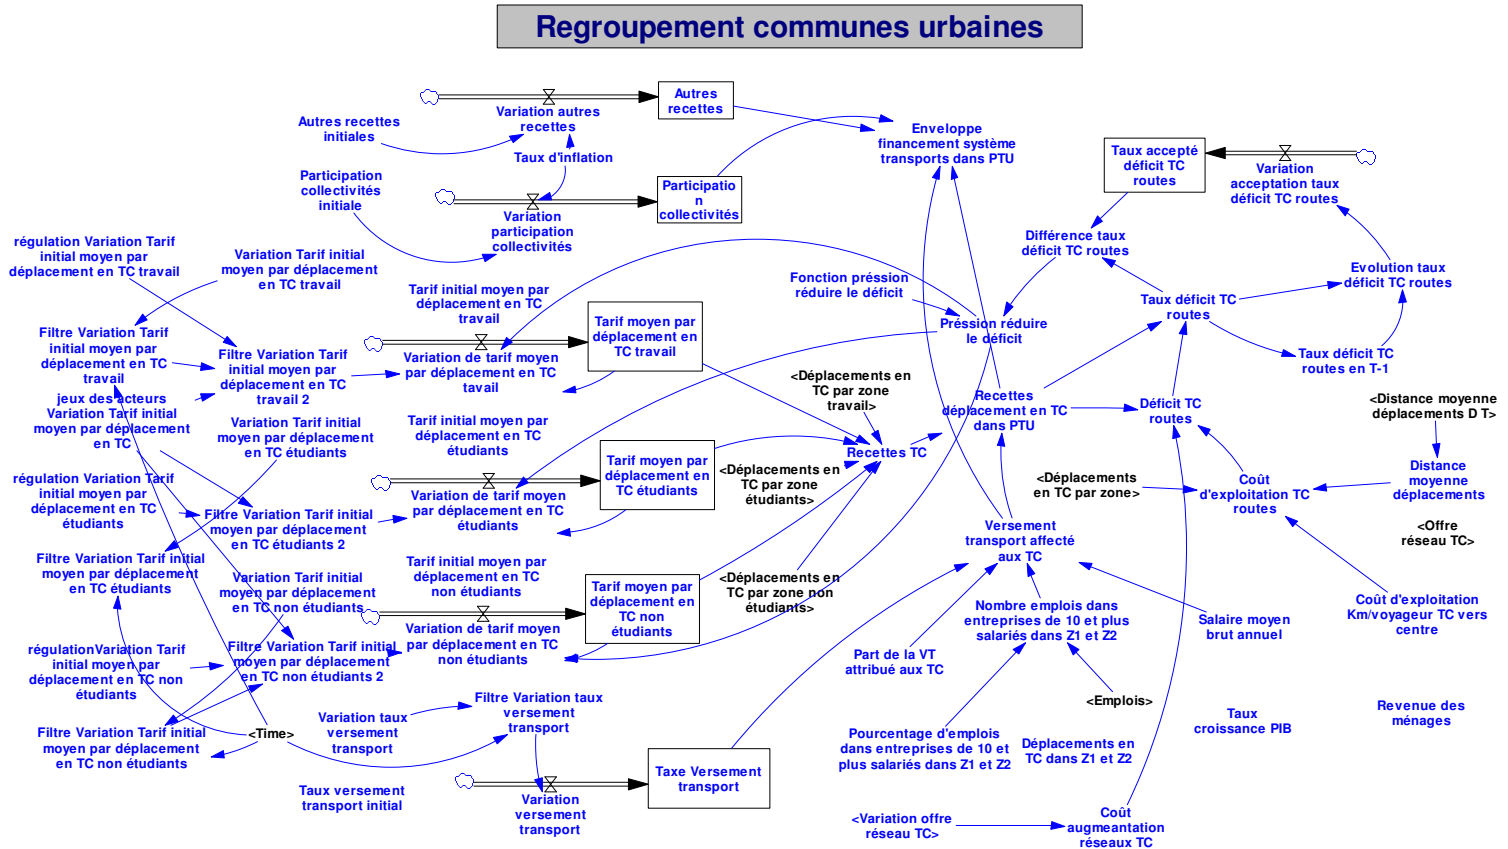 Regroupement communes urbaines
Autres
recettes
Variation autres
recettes
Autres recettes
initiales
Taux d'inflation
Enveloppe
financement système
transports dans PTU
Taux accepté
déficit TC
routes
Variation
acceptation taux
déficit TC routes
Participation
collectivités
initiale
Participatio
n
collectivités
Variation
participation
collectivités
régulation Variation Tarif
initial moyen par
déplacement en TC travail
Variation Tarif initial
moyen par déplacement
en TC travail
Différence taux
déficit TC routes
Evolution taux
déficit TC routes
Fonction préssion
réduire le déficit
Tarif initial moyen par
déplacement en TC
travail
Taux déficit TC
routes
Préssion réduire
le déficit
Tarif moyen par
déplacement en
TC travail
Filtre Variation Tarif
initial moyen par
déplacement en TC
travail
Filtre Variation Tarif
initial moyen par
déplacement en TC
travail 2
Variation de tarif moyen
par déplacement en TC
tavail
Taux déficit TC
routes en T-1
<Déplacements en
TC par zone
travail>
jeux des acteurs
Variation Tarif initial
moyen par déplacement
en TC
Recettes
déplacement en TC
dans PTU
Déficit TC
routes
<Distance moyenne
déplacements D T>
Variation Tarif initial
moyen par déplacement
en TC étudiants
Tarif initial moyen par
déplacement en TC
étudiants
Recettes TC
Tarif moyen par
déplacement en
TC étudiants
<Déplacements en
TC par zone
étudiants>
<Déplacements
en TC par zone>
Coût
d'exploitation TC
routes
Distance
moyenne
déplacements
régulation Variation Tarif
initial moyen par
déplacement en TC
étudiants
Filtre Variation Tarif
initial moyen par déplacement
en TC étudiants 2
Variation de tarif moyen
par déplacement en TC
étudiants
Versement
transport affecté
aux TC
<Offre
réseau TC>
Filtre Variation Tarif initial
moyen par déplacement
en TC étudiants
Variation Tarif initial
moyen par déplacement
en TC non étudiants
Tarif initial moyen par
déplacement en TC
non étudiants
Tarif moyen par
déplacement en
TC non
étudiants
<Déplacements en
TC par zone non
étudiants>
Nombre emplois dans
entreprises de 10 et plus
salariés dans Z1 et Z2
Salaire moyen
brut annuel
Coût d'exploitation
Km/voyageur TC vers
centre
Variation de tarif moyen
par déplacement en TC
non étudiants
régulationVariation Tarif
initial moyen par
déplacement en TC non
étudiants
Filtre Variation Tarif initial
moyen par déplacement
en TC non étudiants 2
Part de la VT
attribué aux TC
<Emplois>
Filtre Variation taux
versement
transport
Variation taux
versement
transport
Taux
croissance PIB
Revenue des
ménages
Filtre Variation Tarif initial
moyen par déplacement
en TC non étudiants
<Time>
Pourcentage d'emplois
dans entreprises de 10 et
plus salariés dans Z1 et Z2
Déplacements en
TC dans Z1 et Z2
Taxe Versement
transport
Taux versement
transport initial
Variation
versement
transport
<Variation offre
réseau TC>
Coût
augmeantation
réseaux TC